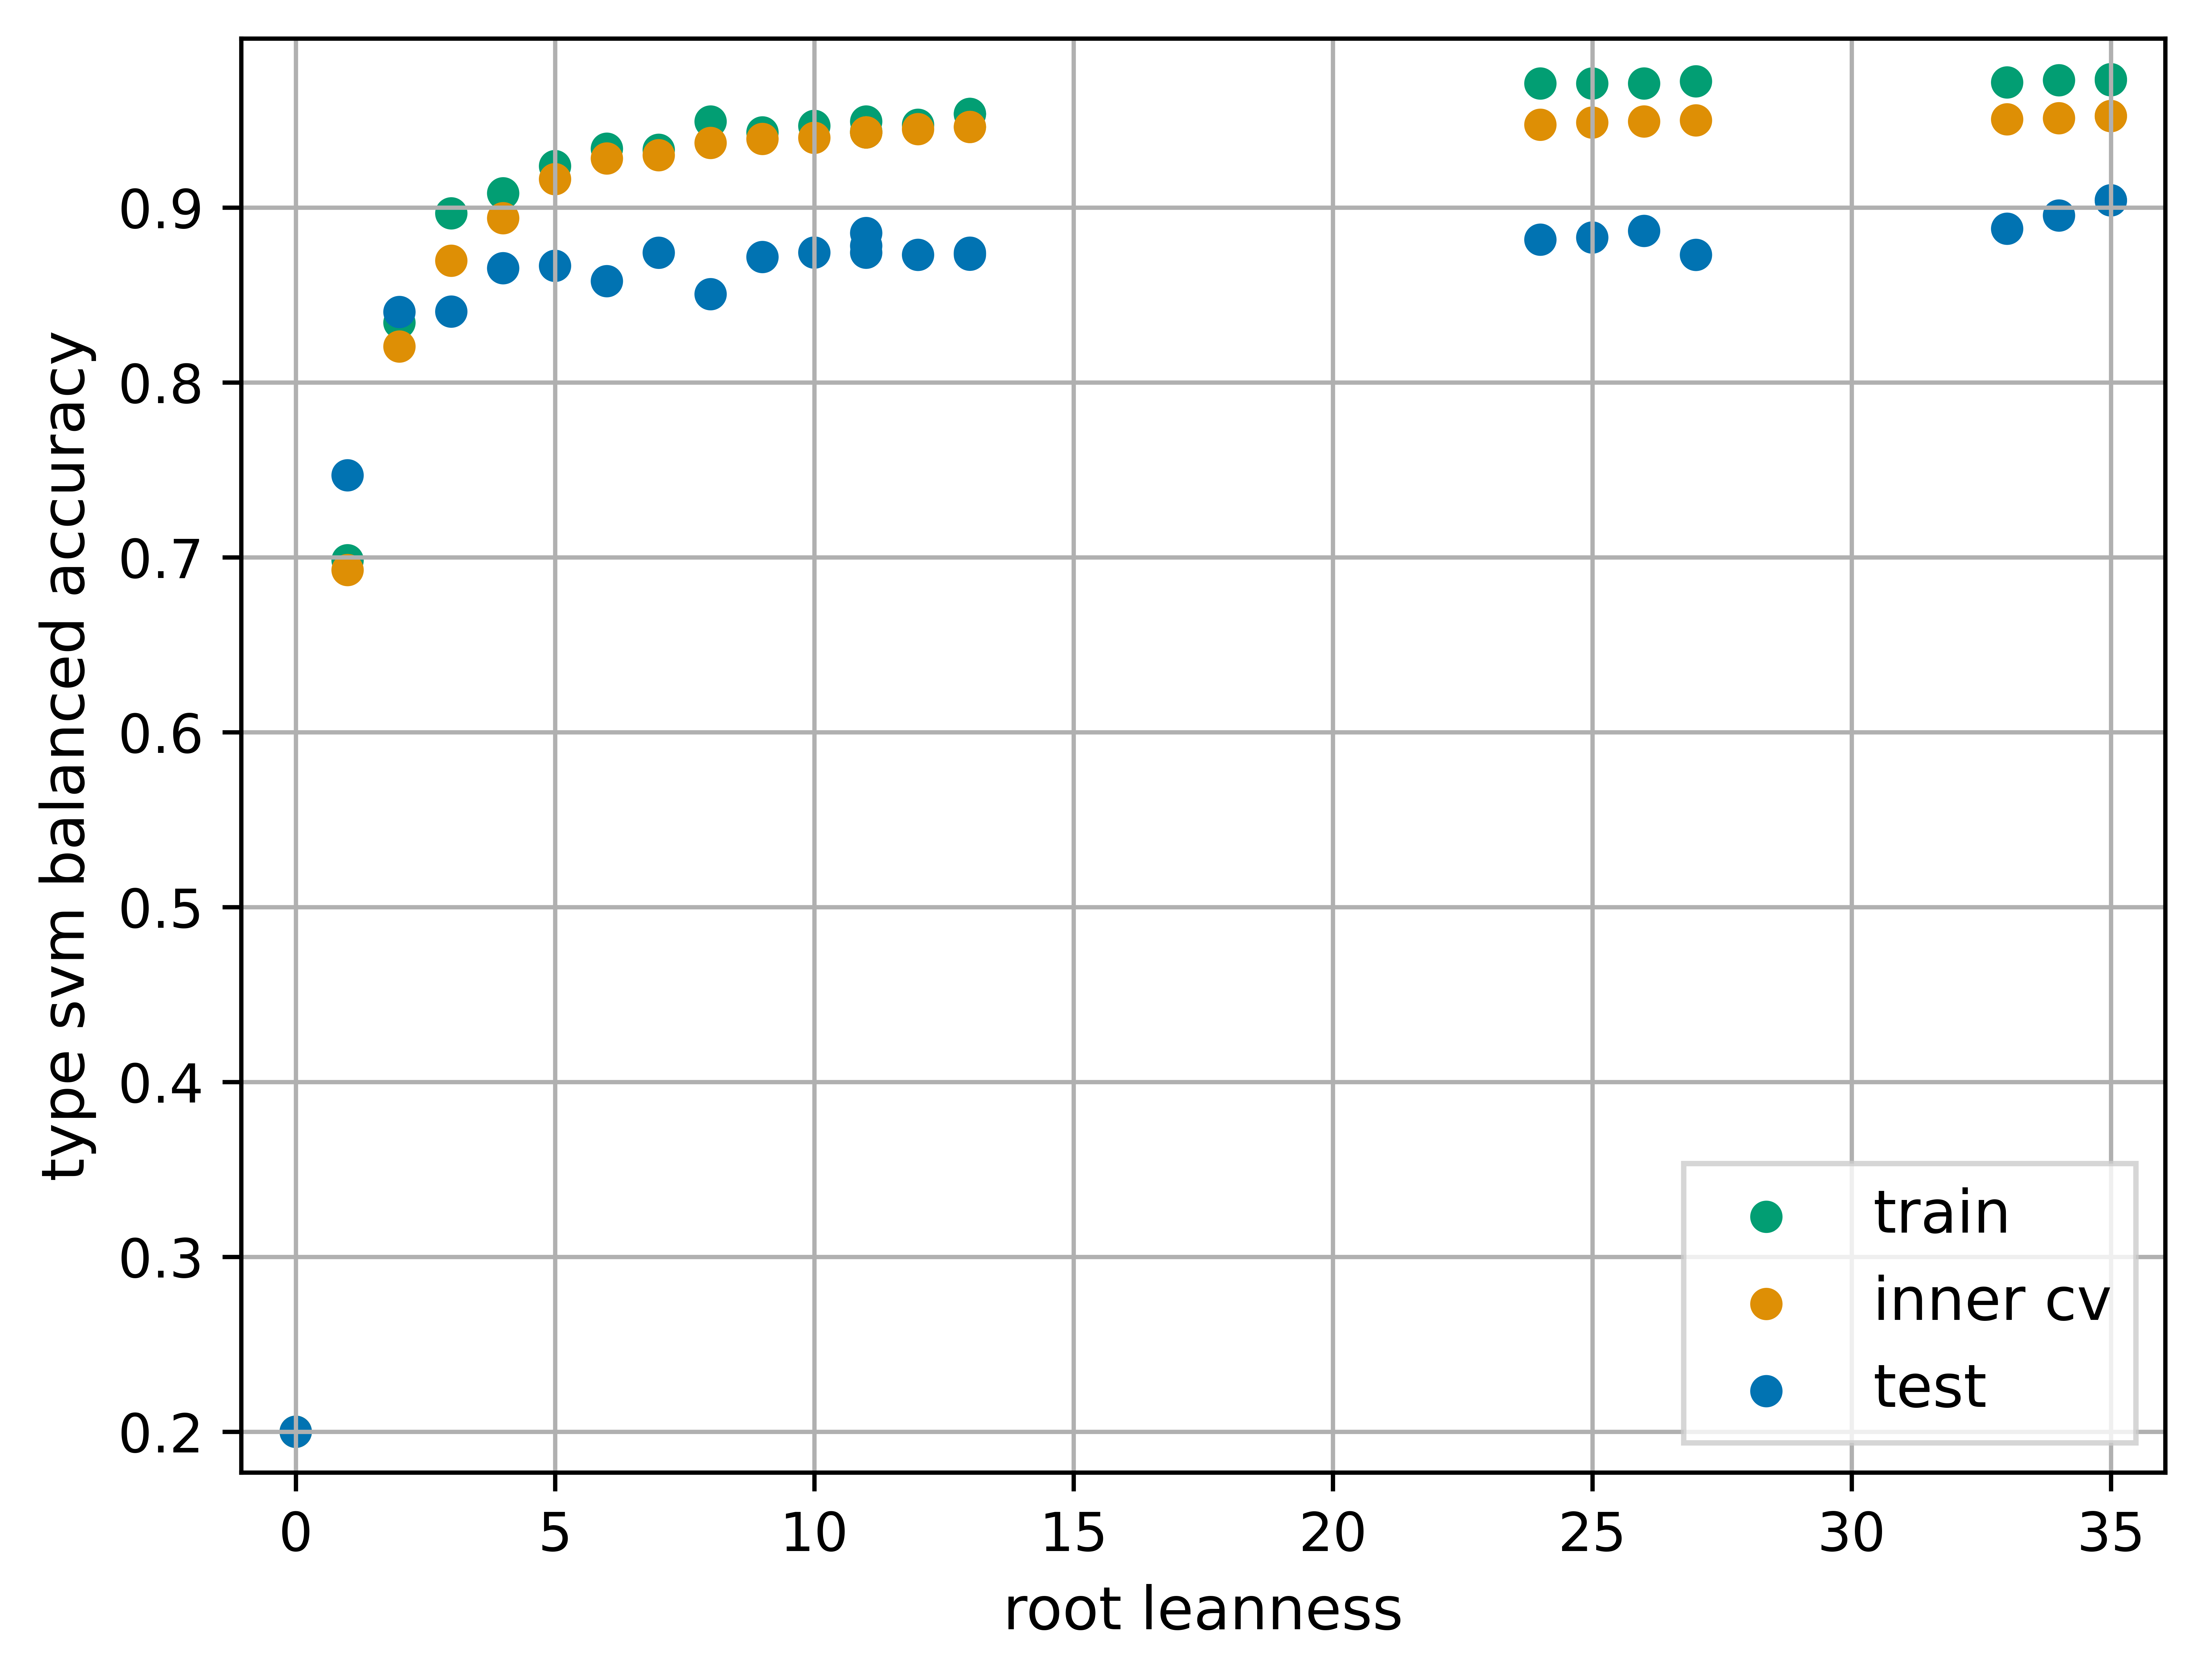 type svm balanced accuracy
0.9
0.8
0.7
0.6
0.5
0.4
0.3
0.2
0 5 10 15 20 25 30 35
root leanness
train
inner cv
test